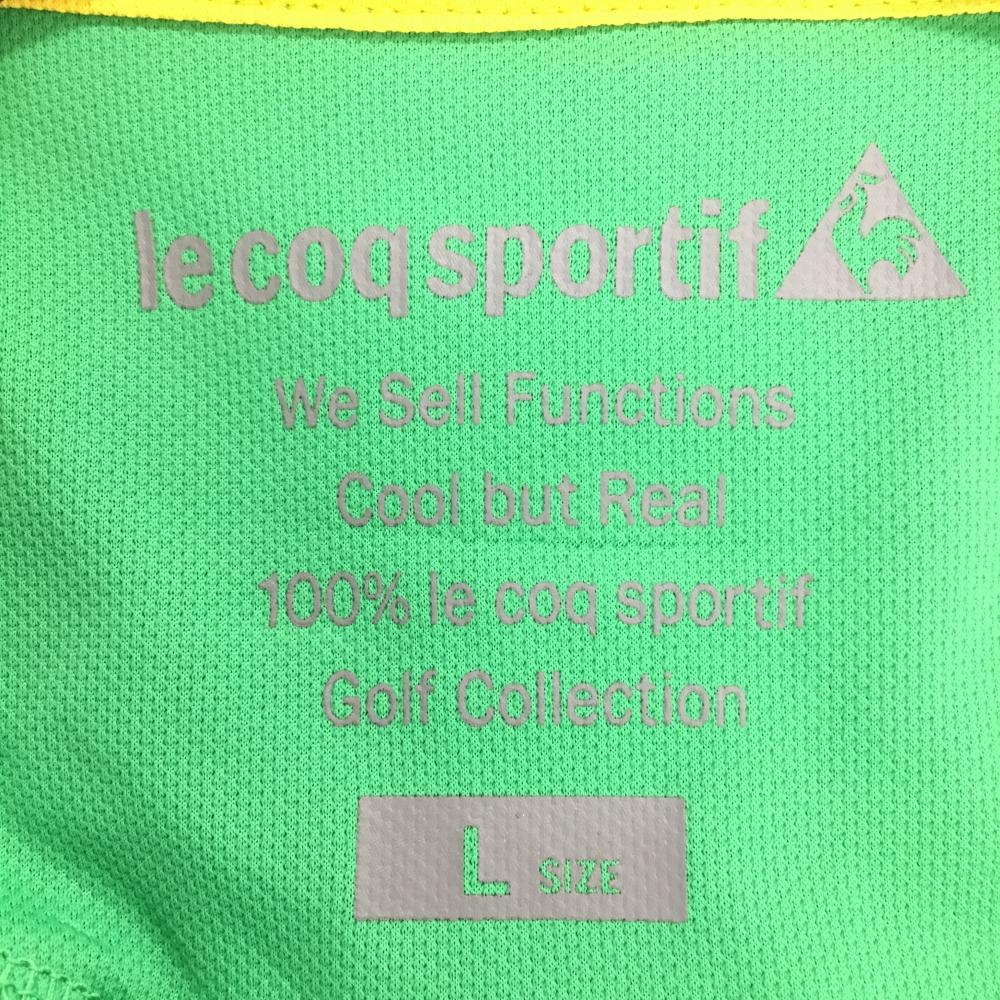 le coq sportif
We Sell Functions
Cool but Real
100% le coq sportif
Golf Collection
L SIZE